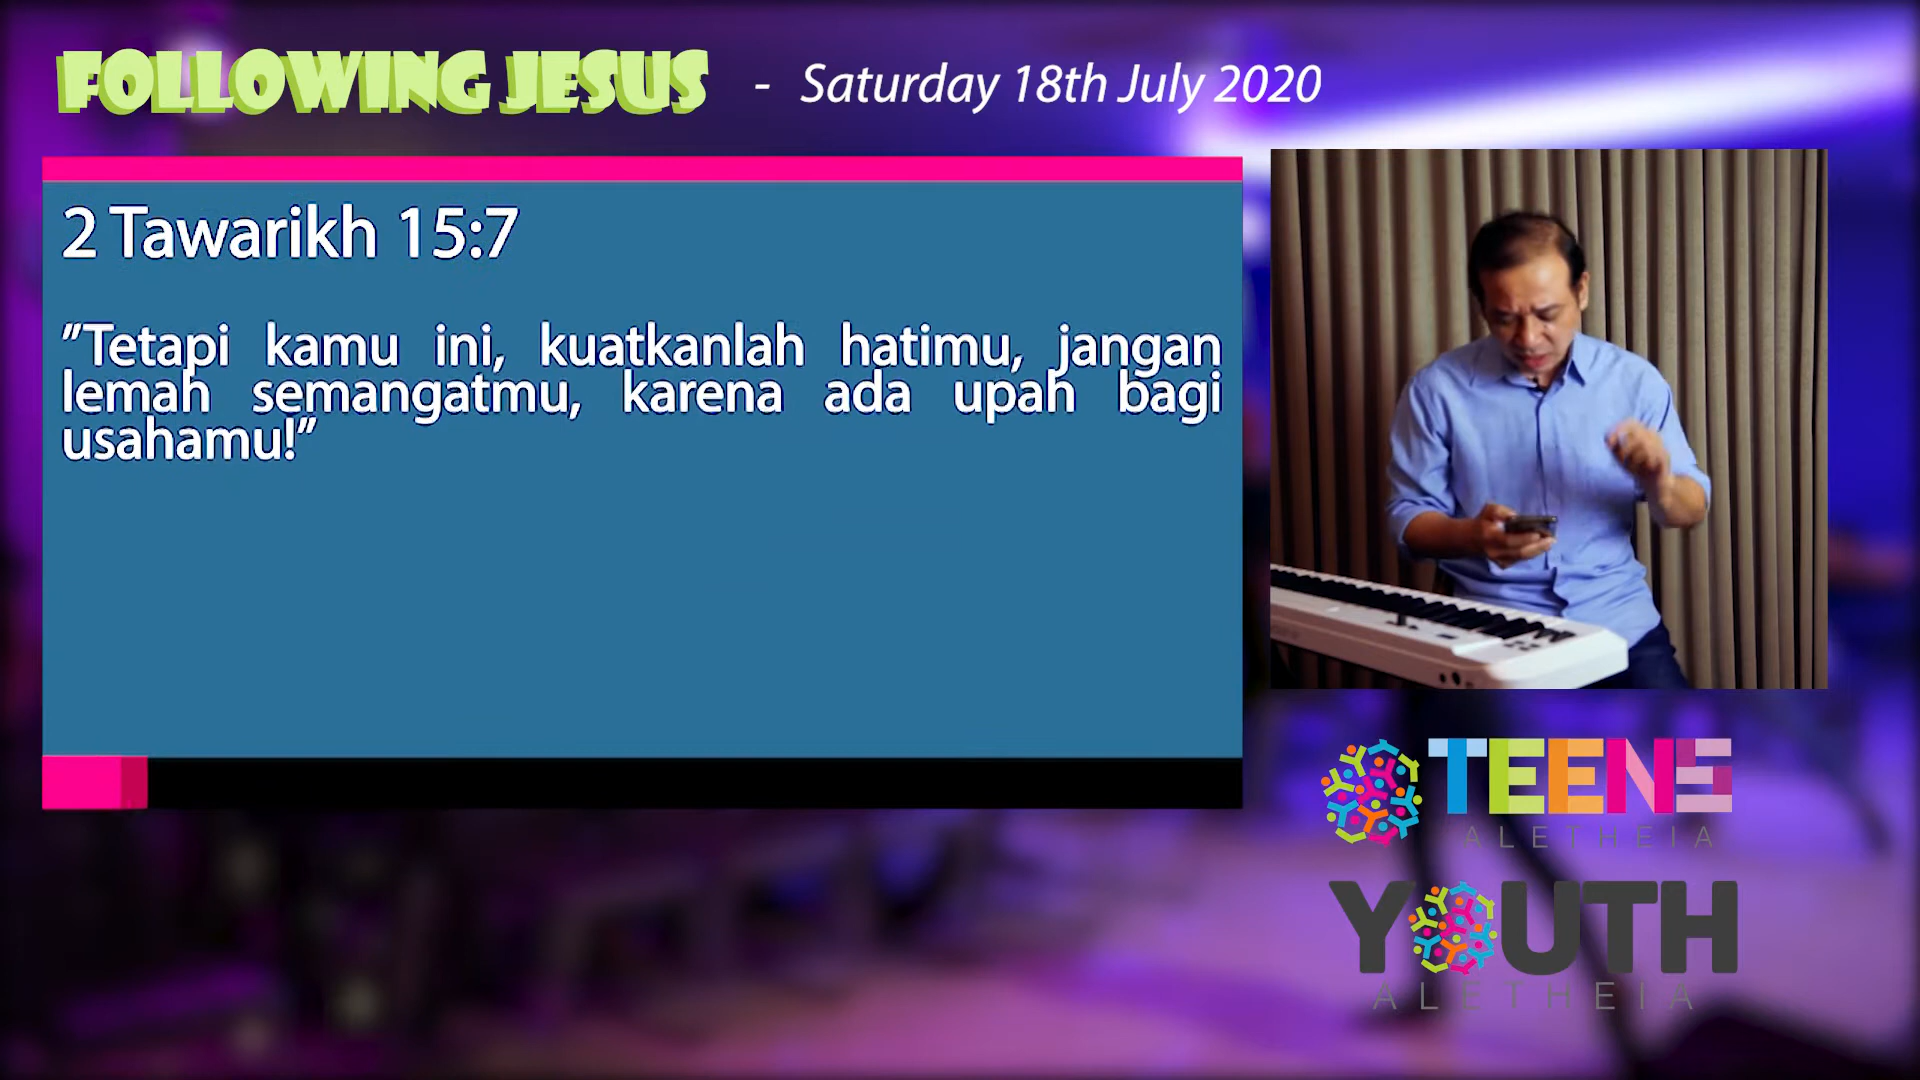 FOLLOWING JESUS - Saturday 18th July 2020
2 Tawarikh 15:7
"Tetapi kamu ini, kuatkanlah hatimu, jangan
lemah semangatmu, karena ada upah bagi
usahamu!"
TEENS
ALETHEIA
YOUTH
ALETHEIA